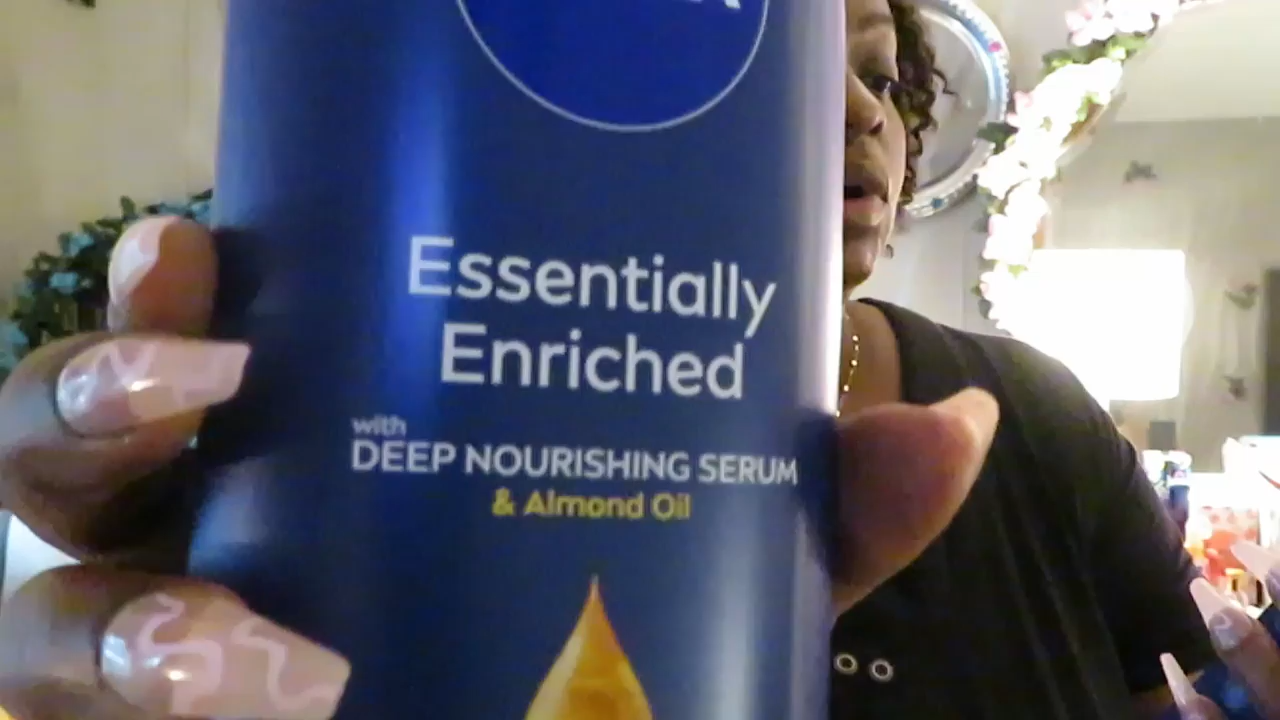 Essentially
Enriched
with
DEEP NOURISHING SERUM
& Almond Oil